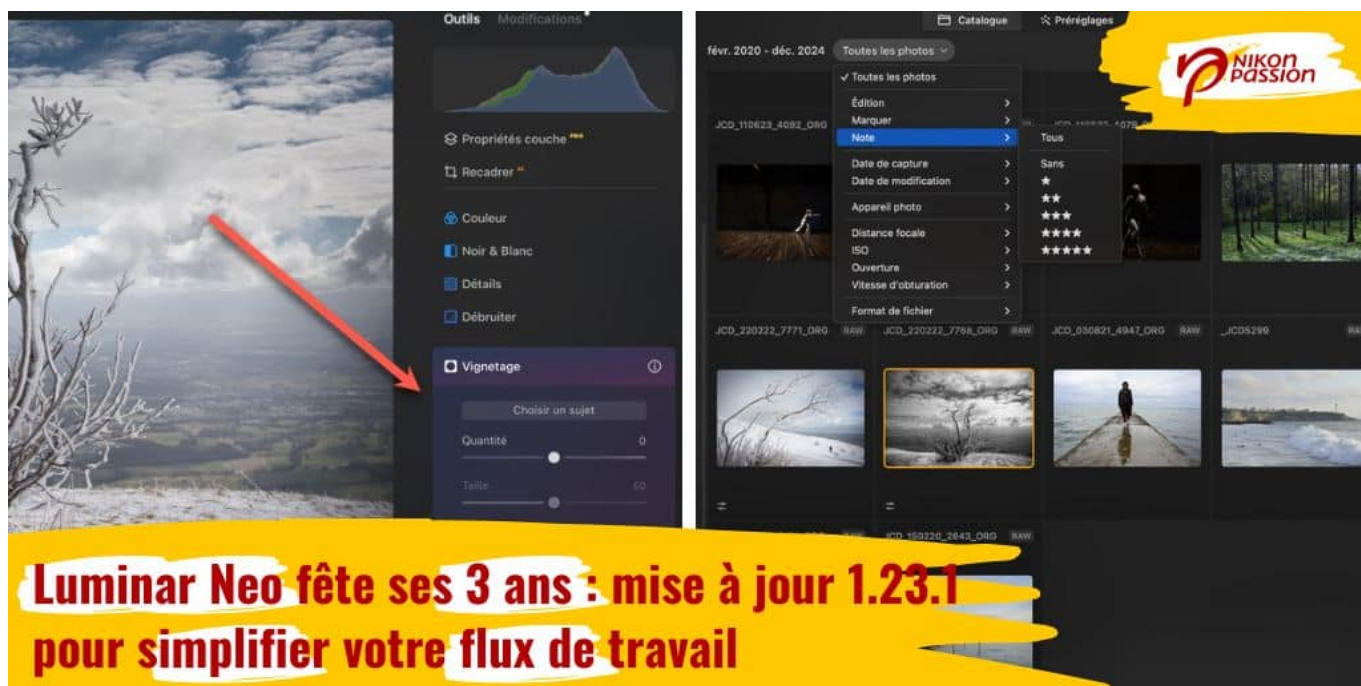 Outils Modifications
Propriétés couche
Recadrer
Couleur
Noir & Blanc
Détails
Débruiter
Vignetage
Choisir un sujet
Quantité 0
Taille 60
Catalogue Préréglages
févr. 2020 - déc. 2024 Toutes les photos
✓ Toutes les photos
Édition
Marquer
Note
Date de capture
Date de modification
Appareil photo
Distance focale
ISO
Ouverture
Vitesse d'obturation
Format de fichier
Tous
Sans
★
★★
★★★
★★★★
★★★★★
JCD_110623_4092_ORG
JCD_220222_7771_ORG RAW JCD_220222_7768_ORG RAW JCD_030821_4947_ORG RAW _JCD5299
JCD_150220_2643_ORG RAW
NIKON
Passion
Luminar Neo fête ses 3 ans : mise à jour 1.23.1
pour simplifier votre flux de travail